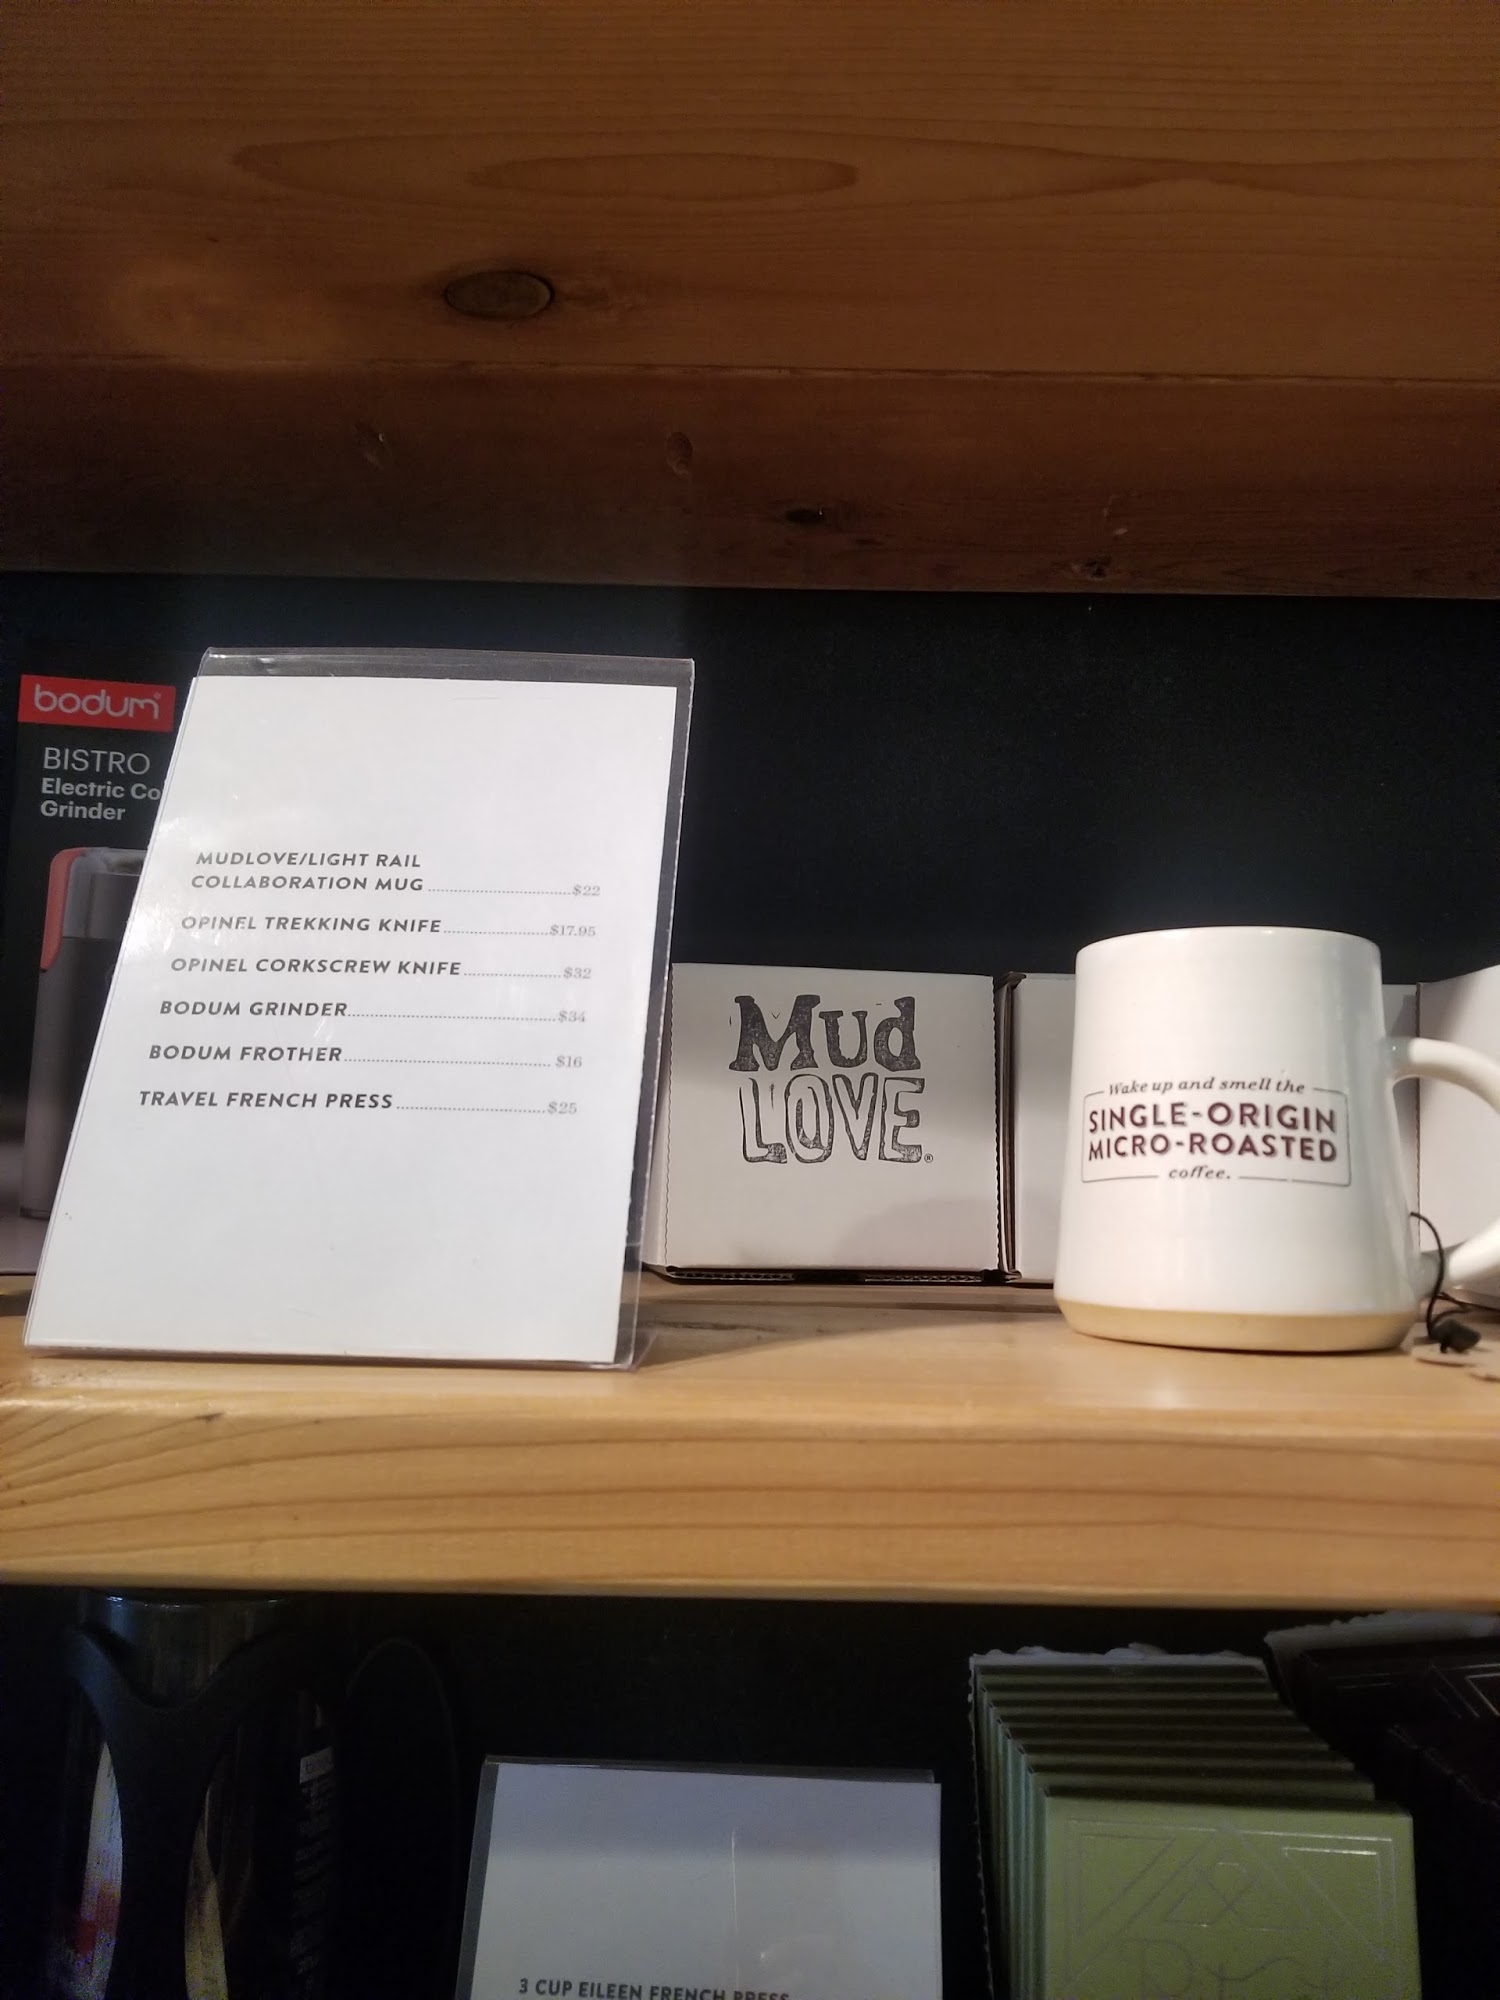 bodum®
BISTRO
Electric Co
Grinder
MUDLOVE/LIGHT RAIL
COLLABORATION MUG..............................$22
OPINEL TREKKING KNIFE......................$17.95
OPINEL CORKSCREW KNIFE.....................$32
BODUM GRINDER............................................$34
BODUM FROTHER............................................ $16
TRAVEL FRENCH PRESS................................$25
Mud
LOVE®
Wake up and smell the
SINGLE-ORIGIN
MICRO-ROASTED
coffee.
3 CUP EILEEN FRENCH PRESS